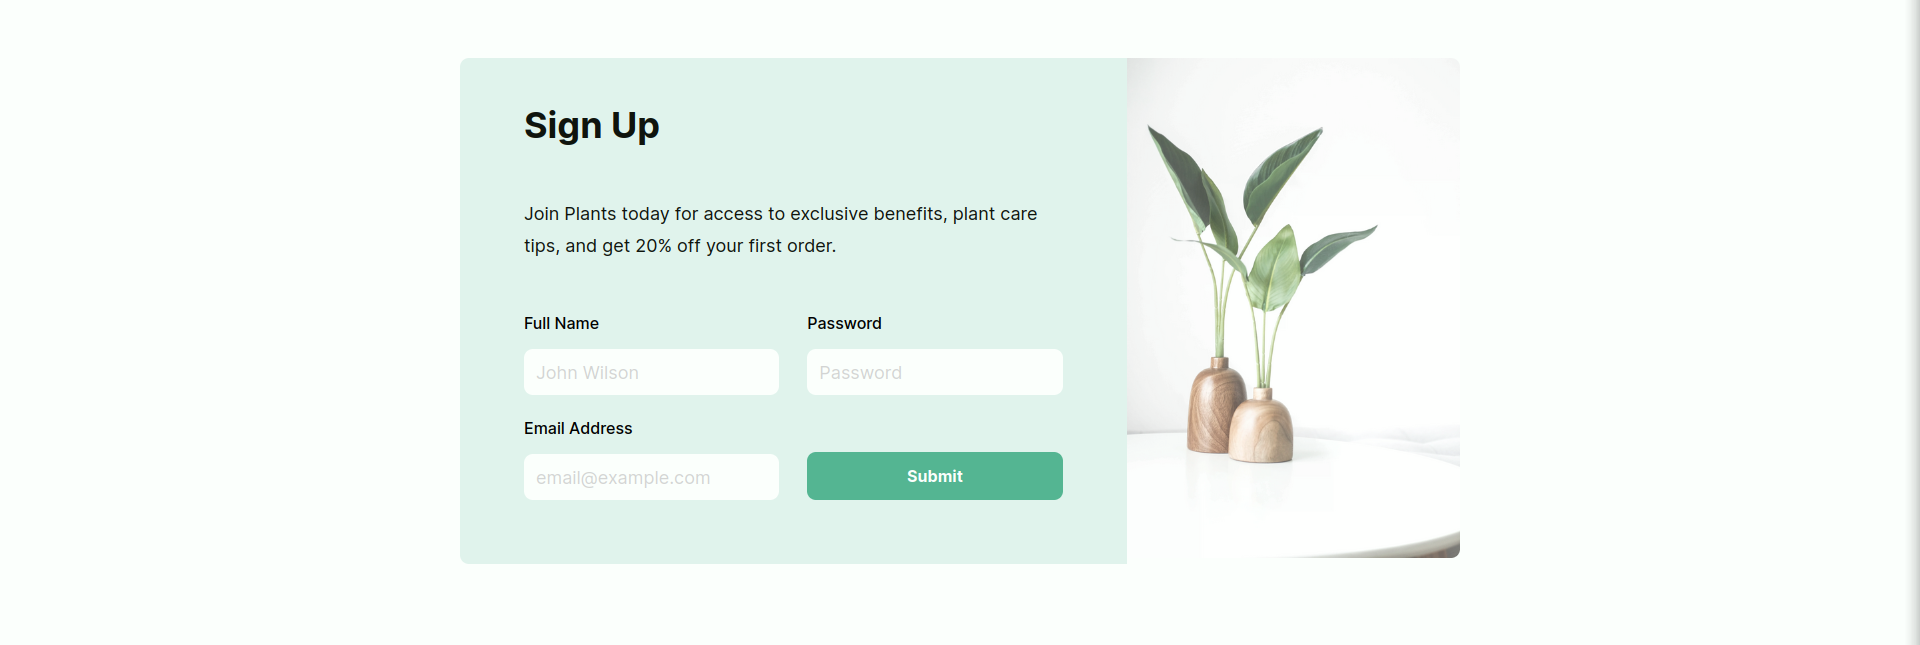 Sign Up
Join Plants today for access to exclusive benefits, plant care
tips, and get 20% off your first order.
Full Name
John Wilson
Password
Password
Email Address
email@example.com
Submit